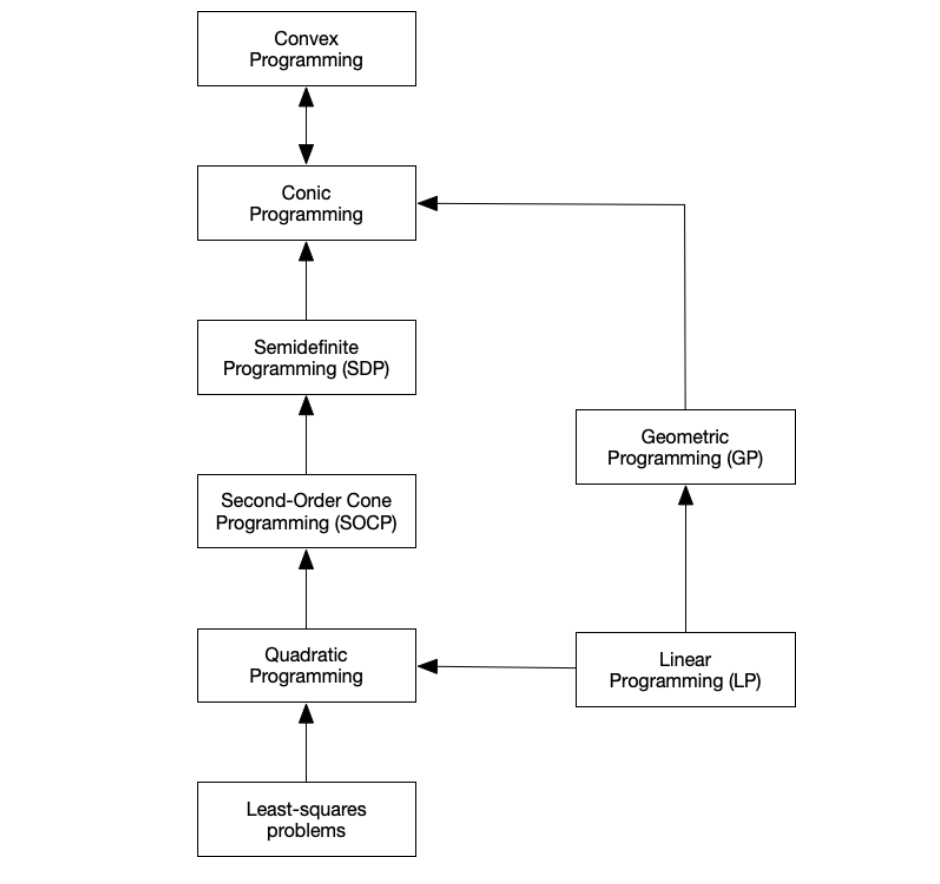 Convex
Programming
Conic
Programming
Semidefinite
Programming (SDP)
Geometric
Programming (GP)
Second-Order Cone
Programming (SOCP)
Quadratic
Programming
Linear
Programming (LP)
Least-squares
problems